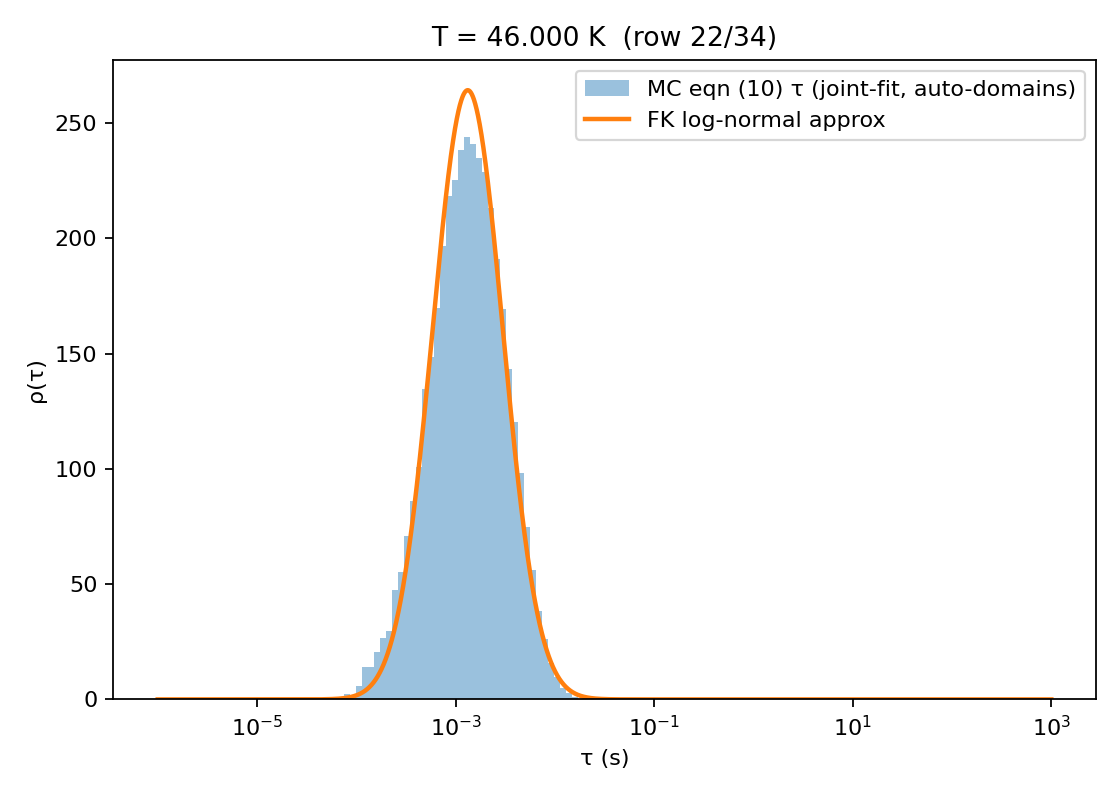 T = 46.000 K  (row 22/34)
MC eqn (10) τ (joint-fit, auto-domains)
FK log-normal approx
250
200
150
100
50
0
ρ(τ)
10⁻⁵
10⁻³
10⁻¹
10¹
10³
τ (s)